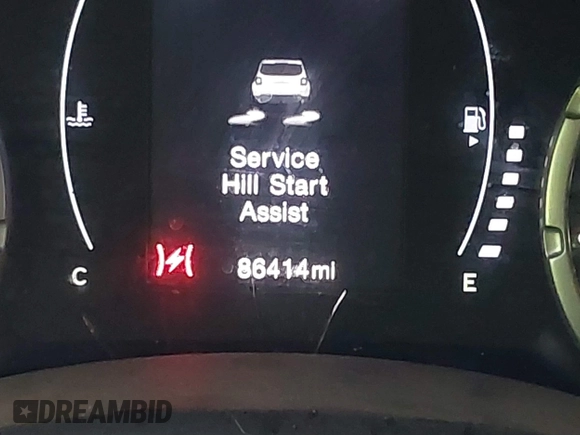 Service
Hill Start
Assist
86414mi
C
E
DREAMBID